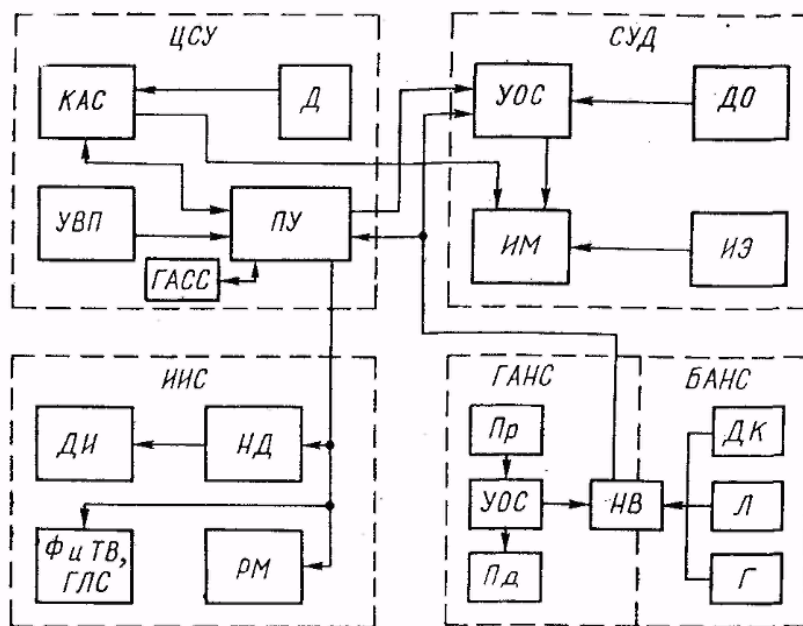 ЦСУ
КАС
Д
УВП
ПУ
ГАСС
СУД
УОС
ДО
ИМ
ИЭ
ИИС
ДИ
НД
Ф и ТВ,
ГЛС
РМ
ГАНС
БАНС
Пр
УОС
Пд
НВ
ДК
Л
Г